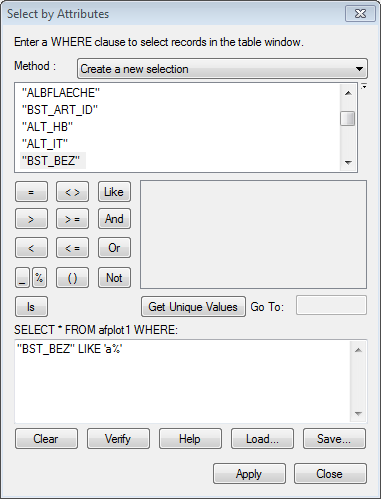 Select by Attributes
Enter a WHERE clause to select records in the table window.
Method : Create a new selection
"ALBFLAECHE"
"BST_ART_ID"
"ALT_HB"
"ALT_IT"
"BST_BEZ"
= < > Like
> > = And
< < = Or
_ % ( ) Not
Is Get Unique Values Go To:
SELECT * FROM afplot1 WHERE:
"BST_BEZ" LIKE 'a%'
Clear Verify Help Load... Save...
Apply Close